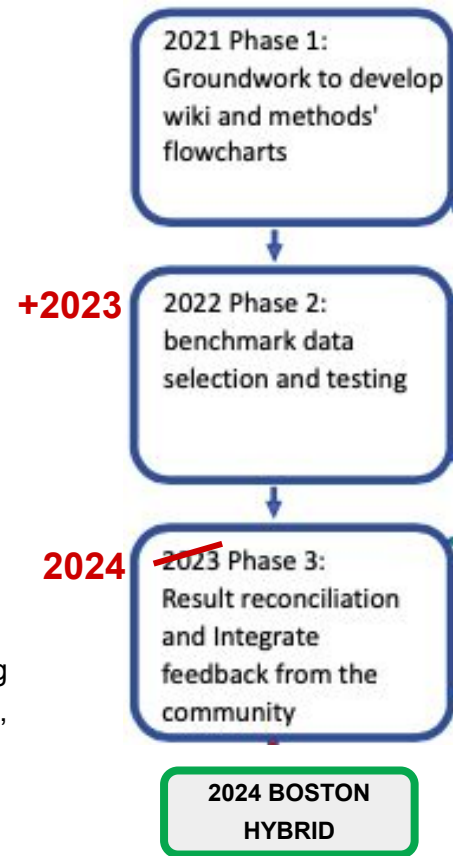 2021 Phase 1:
Groundwork to develop
wiki and methods'
flowcharts
+2023
2022 Phase 2:
benchmark data
selection and testing
2024
2023 Phase 3:
Result reconciliation
and Integrate
feedback from the
community
g
,
2024 BOSTON
HYBRID